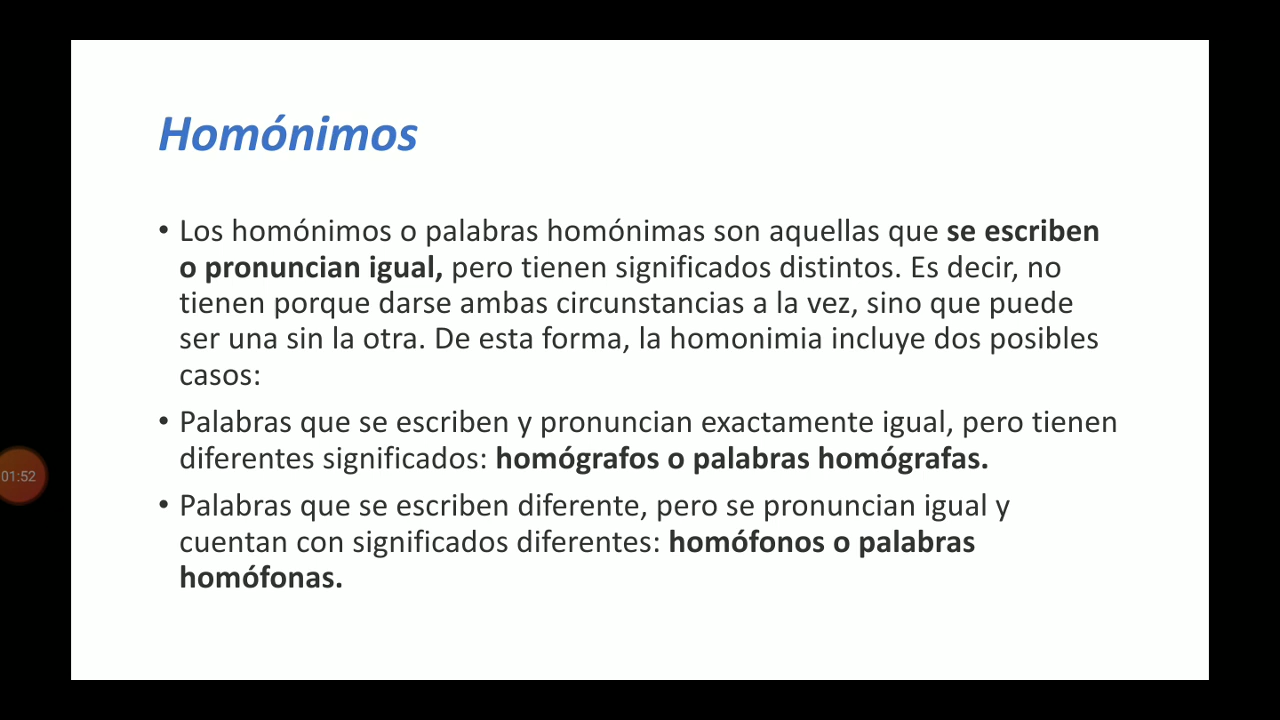 Homónimos
• Los homónimos o palabras homónimas son aquellas que se escriben
o pronuncian igual, pero tienen significados distintos. Es decir, no
tienen porque darse ambas circunstancias a la vez, sino que puede
ser una sin la otra. De esta forma, la homonimia incluye dos posibles
casos:
• Palabras que se escriben y pronuncian exactamente igual, pero tienen
diferentes significados: homógrafos o palabras homógrafas.
01:52
• Palabras que se escriben diferente, pero se pronuncian igual y
cuentan con significados diferentes: homófonos o palabras
homófonas.